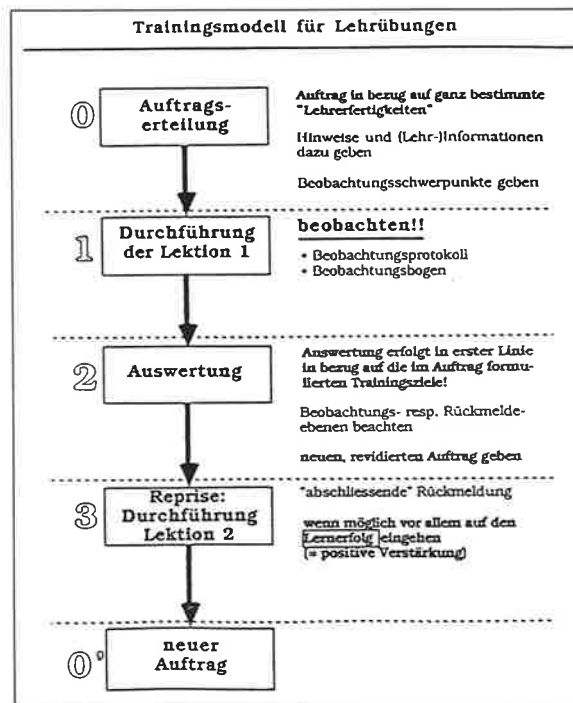 Trainingsmodell für Lehrübungen
0
Auftrags-
erteilung
Auftrag in bezug auf ganz bestimmte
"Lehrerfertigkeiten"
Hinweise und (Lehr-)Informationen
dazu geben
Beobachtungsschwerpunkte geben
1
Durchführung
der Lektion 1
beobachten!!
• Beobachtungsprotokoll
• Beobachtungsbogen
2
Auswertung
Auswertung erfolgt in erster Linie
in bezug auf die im Auftrag formu-
lierten Trainingsziele!
Beobachtungs- resp. Rückmelde-
ebenen beachten
neuen, revidierten Auftrag geben
3
Reprise:
Durchführung
Lektion 2
"abschliessende" Rückmeldung
wenn möglich vor allem auf den
Lernerfolg eingehen
(= positive Verstärkung)
0'
neuer
Auftrag